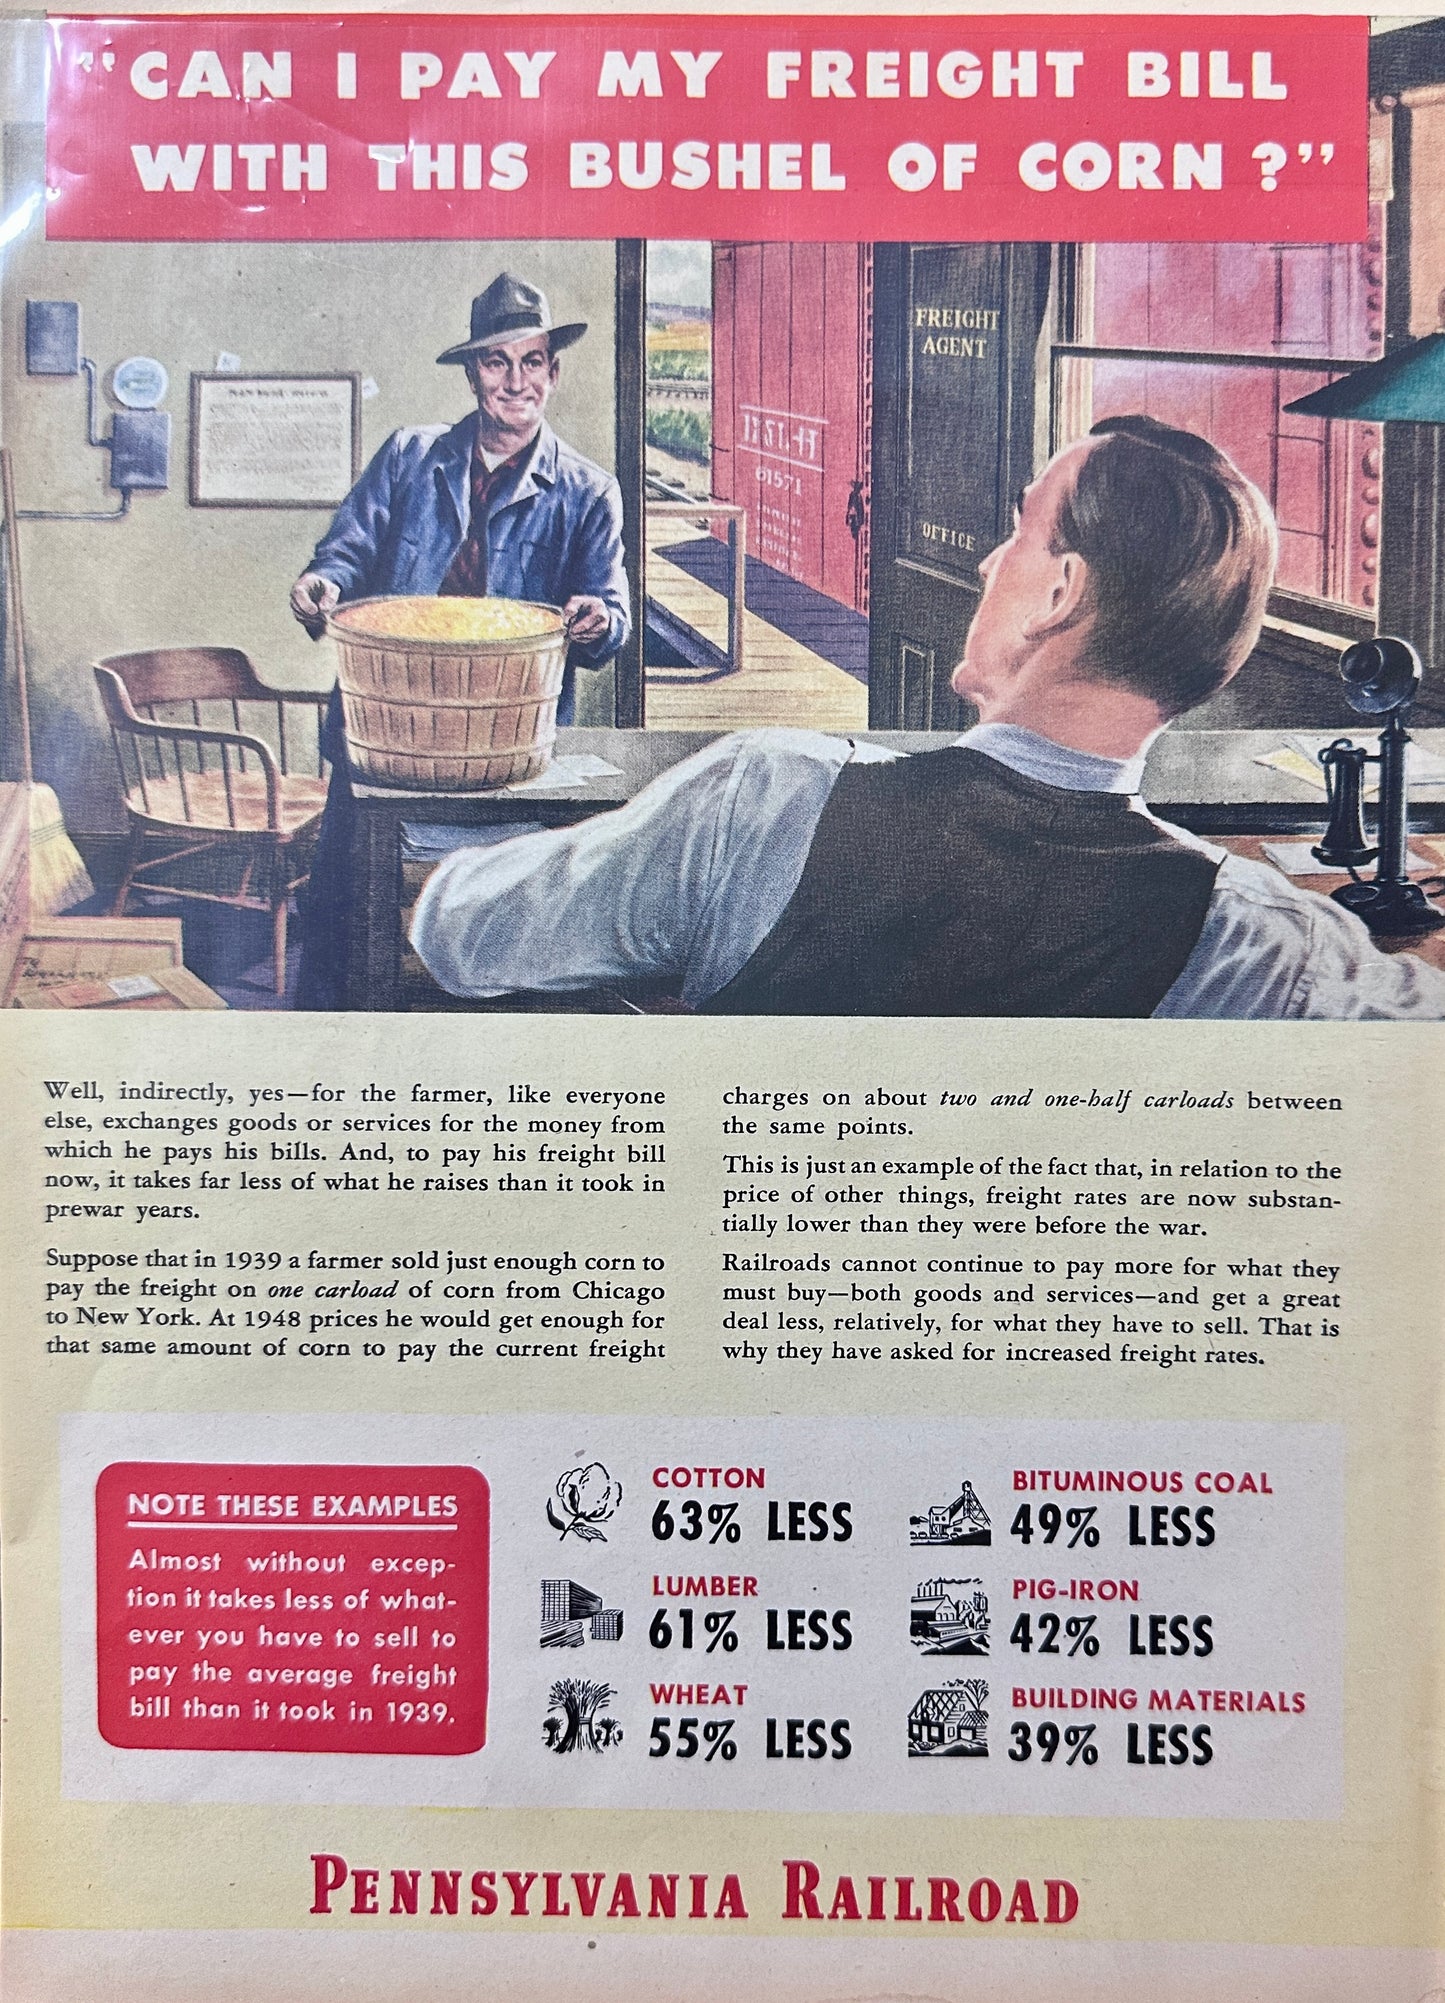 "CAN I PAY MY FREIGHT BILL
WITH THIS BUSHEL OF CORN?"
FREIGHT
AGENT
61571
OFFICE
Well, indirectly, yes—for the farmer, like everyone
else, exchanges goods or services for the money from
which he pays his bills. And, to pay his freight bill
now, it takes far less of what he raises than it took in
prewar years.
Suppose that in 1939 a farmer sold just enough corn to
pay the freight on one carload of corn from Chicago
to New York. At 1948 prices he would get enough for
that same amount of corn to pay the current freight
charges on about two and one-half carloads between
the same points.
This is just an example of the fact that, in relation to the
price of other things, freight rates are now substan-
tially lower than they were before the war.
Railroads cannot continue to pay more for what they
must buy—both goods and services—and get a great
deal less, relatively, for what they have to sell. That is
why they have asked for increased freight rates.
NOTE THESE EXAMPLES
Almost without excep-
tion it takes less of what-
ever you have to sell to
pay the average freight
bill than it took in 1939.
COTTON
63% LESS
LUMBER
61% LESS
WHEAT
55% LESS
BITUMINOUS COAL
49% LESS
PIG-IRON
42% LESS
BUILDING MATERIALS
39% LESS
PENNSYLVANIA RAILROAD